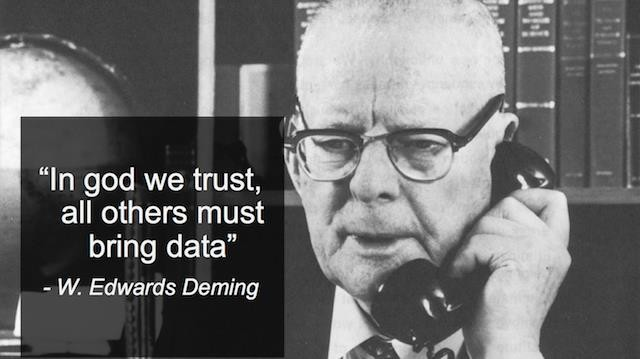 “In god we trust,
all others must
bring data”
- W. Edwards Deming